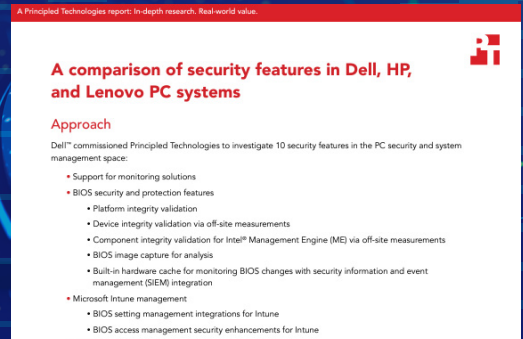 A Principled Technologies report: In-depth research. Real-world value.
PT
A comparison of security features in Dell, HP,
and Lenovo PC systems
Approach
Dell™ commissioned Principled Technologies to investigate 10 security features in the PC security and system
management space:
• Support for monitoring solutions
• BIOS security and protection features
• Platform integrity validation
• Device integrity validation via off-site measurements
• Component integrity validation for Intel® Management Engine (ME) via off-site measurements
• BIOS image capture for analysis
• Built-in hardware cache for monitoring BIOS changes with security information and event
management (SIEM) integration
• Microsoft Intune management
• BIOS setting management integrations for Intune
• BIOS access management security enhancements for Intune